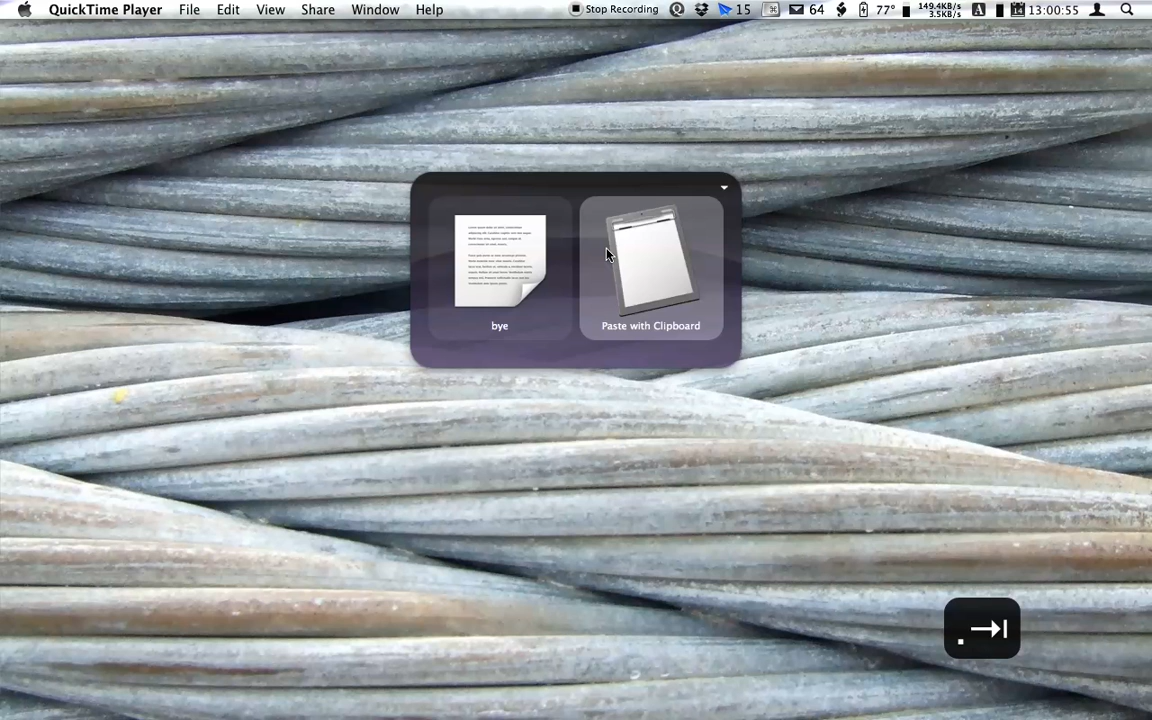 QuickTime Player File Edit View Share Window Help Stop Recording 15 64 77° 149.4KB/s 3.5KB/s A 14 13:00:55
bye Paste with Clipboard
. →|